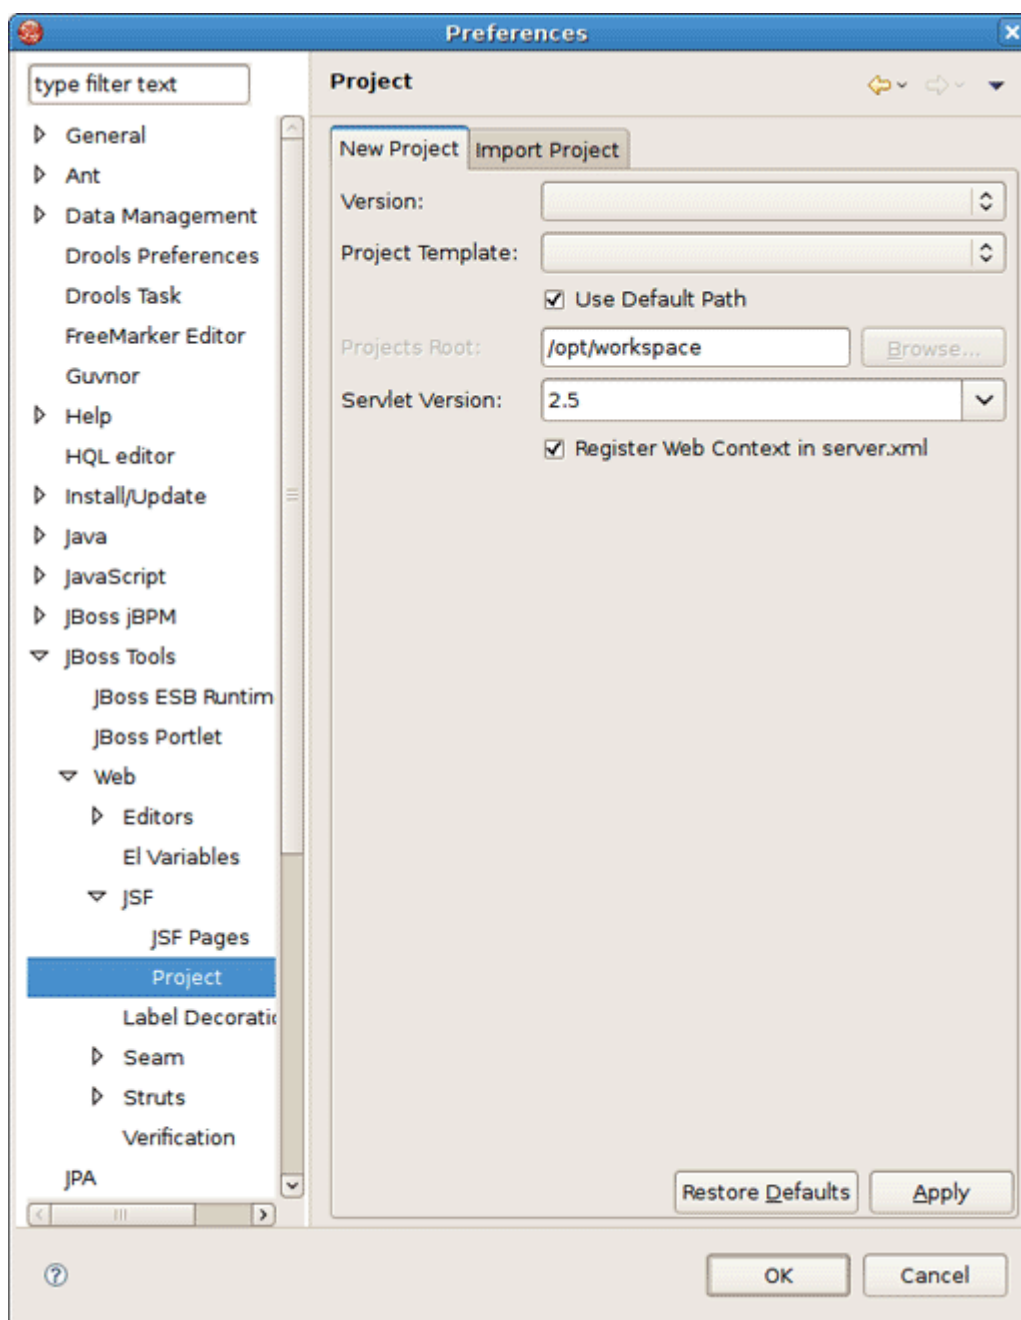 Preferences
type filter text
General
Ant
Data Management
Drools Preferences
Drools Task
FreeMarker Editor
Guvnor
Help
HQL editor
Install/Update
Java
JavaScript
JBoss jBPM
JBoss Tools
JBoss ESB Runtim
JBoss Portlet
Web
Editors
El Variables
JSF
JSF Pages
Project
Label Decoratio
Seam
Struts
Verification
JPA
Project
New Project Import Project
Version:
Project Template:
Use Default Path
Projects Root: /opt/workspace Browse...
Servlet Version: 2.5
Register Web Context in server.xml
Restore Defaults Apply
OK Cancel